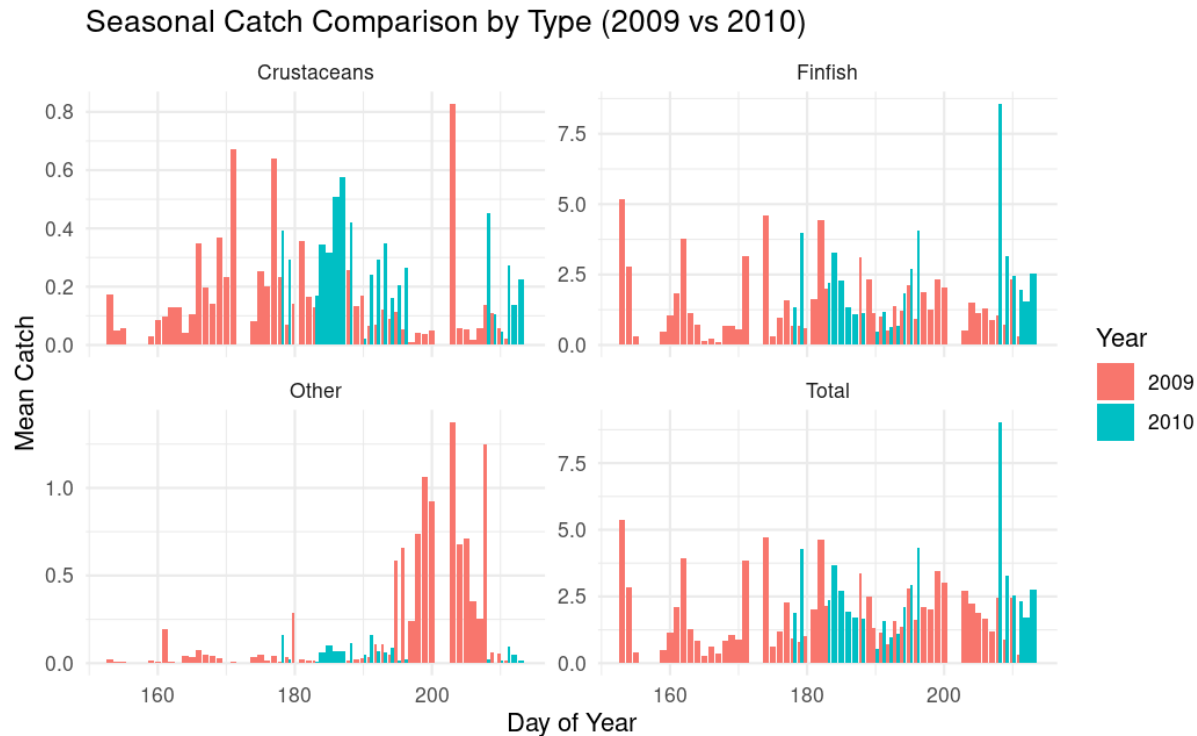 Seasonal Catch Comparison by Type (2009 vs 2010)
Crustaceans
Finfish
0.8
0.6
0.4
0.2
0.0
7.5
5.0
2.5
0.0
Other
Total
1.0
0.5
0.0
7.5
5.0
2.5
0.0
160 180 200
160 180 200
Mean Catch
Day of Year
Year
2009
2010